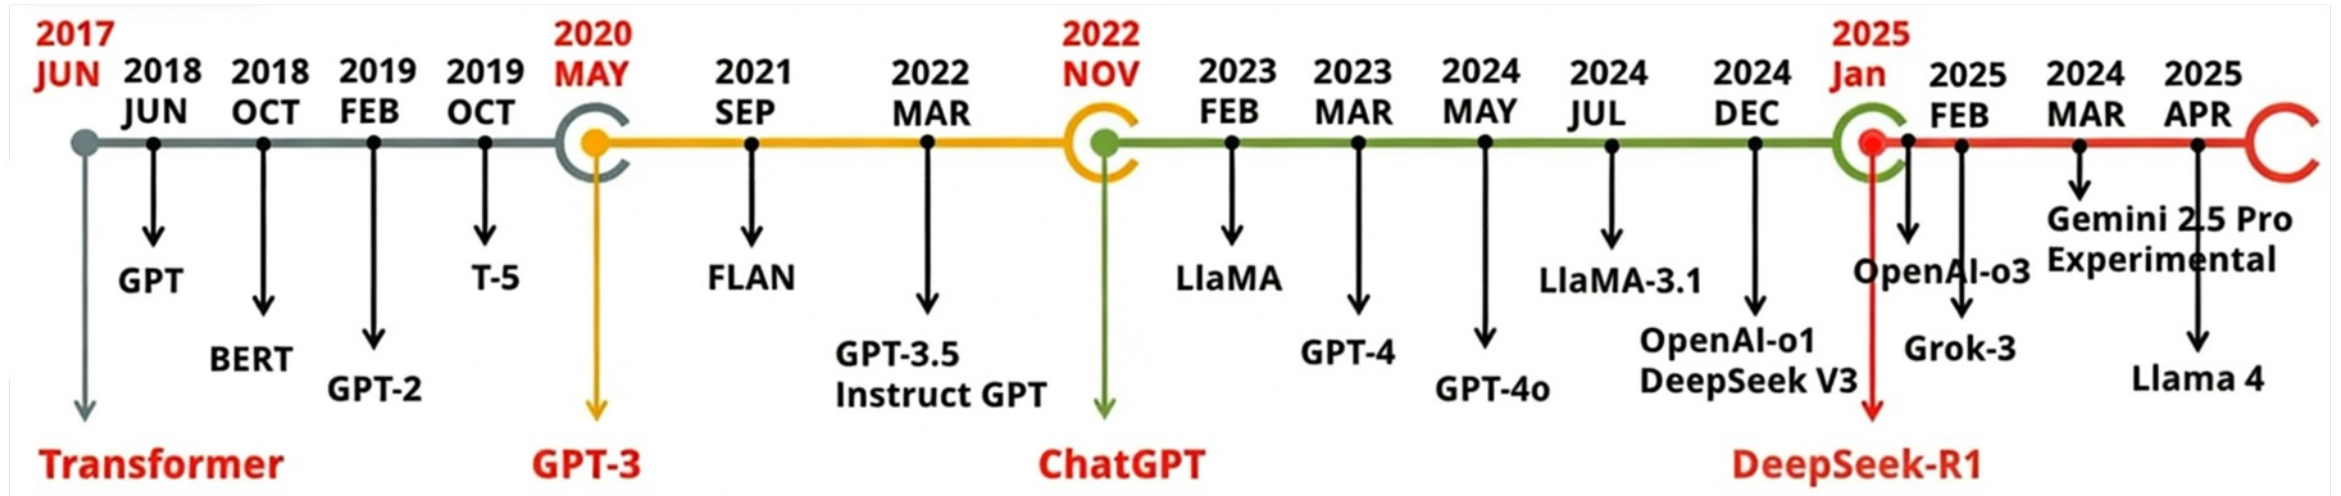 2017
JUN
2018
JUN
2018
OCT
2019
FEB
2019
OCT
2020
MAY
2021
SEP
2022
MAR
2022
NOV
2023
FEB
2023
MAR
2024
MAY
2024
JUL
2024
DEC
2025
Jan
2025
FEB
2024
MAR
2025
APR
Transformer
GPT
BERT
GPT-2
T-5
GPT-3
FLAN
GPT-3.5
Instruct GPT
ChatGPT
LlaMA
GPT-4
GPT-4o
LlaMA-3.1
OpenAI-o1
DeepSeek V3
DeepSeek-R1
OpenAI-o3
Grok-3
Gemini 2.5 Pro
Experimental
Llama 4